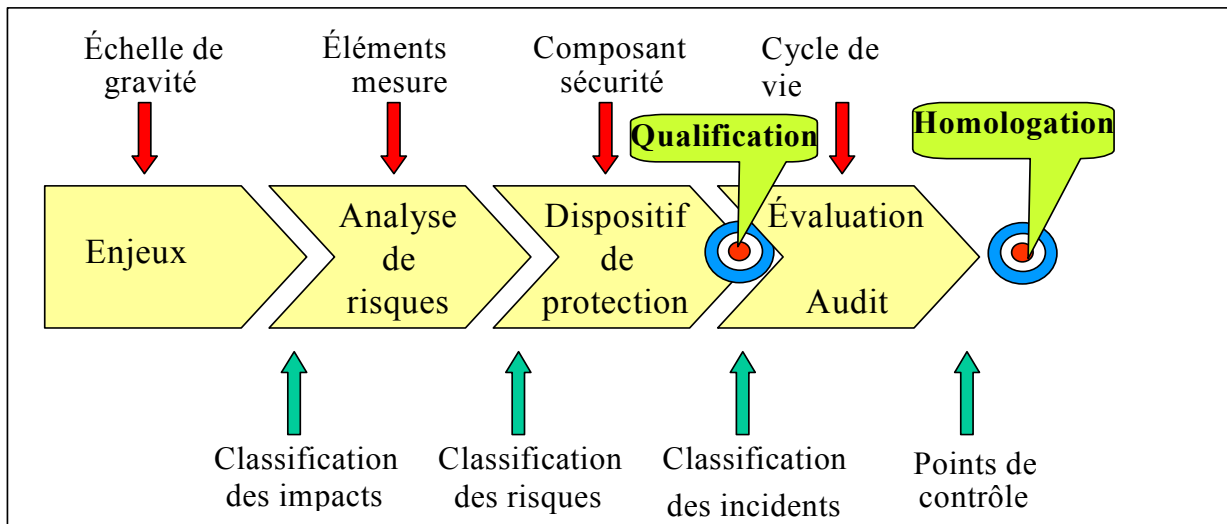 Échelle de
gravité
Éléments
mesure
Composant
sécurité
Cycle de
vie
Qualification
Homologation
Enjeux
Analyse
de
risques
Dispositif
de
protection
Évaluation
Audit
Classification
des impacts
Classification
des risques
Classification
des incidents
Points de
contrôle